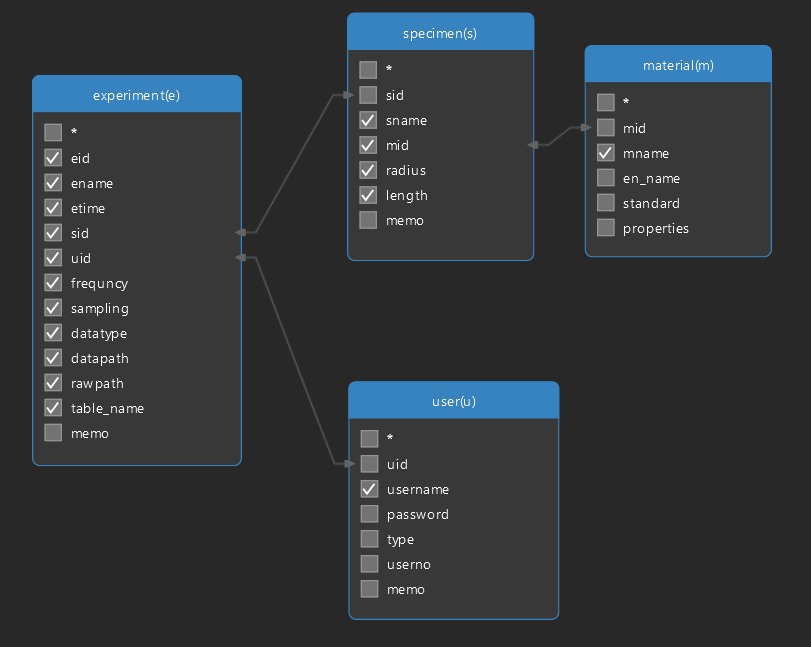 experiment(e)
*
eid
ename
etime
sid
uid
frequncy
sampling
datatype
datapath
rawpath
table_name
memo
specimen(s)
*
sid
sname
mid
radius
length
memo
material(m)
*
mid
mname
en_name
standard
properties
user(u)
*
uid
username
password
type
userno
memo